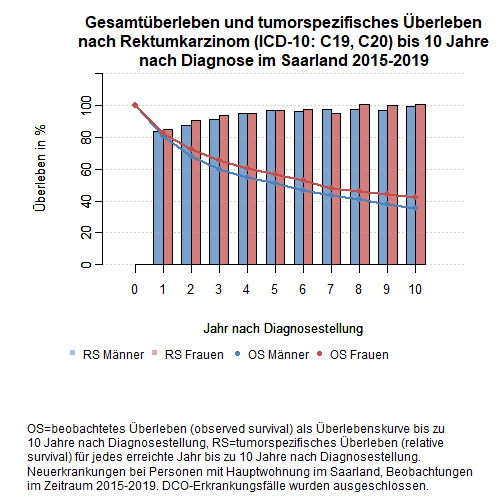 Gesamtüberleben und tumorspezifisches Überleben
nach Rektumkarzinom (ICD-10: C19, C20) bis 10 Jahre
nach Diagnose im Saarland 2015-2019
Überleben in %
100
80
60
40
20
0
0 1 2 3 4 5 6 7 8 9 10
Jahr nach Diagnosestellung
RS Männer RS Frauen OS Männer OS Frauen
OS=beobachtetes Überleben (observed survival) als Überlebenskurve bis zu
10 Jahre nach Diagnosestellung, RS=tumorspezifisches Überleben (relative
survival) für jedes erreichte Jahr bis zu 10 Jahre nach Diagnosestellung.
Neuerkrankungen bei Personen mit Hauptwohnung im Saarland, Beobachtungen
im Zeitraum 2015-2019. DCO-Erkrankungsfälle wurden ausgeschlossen.